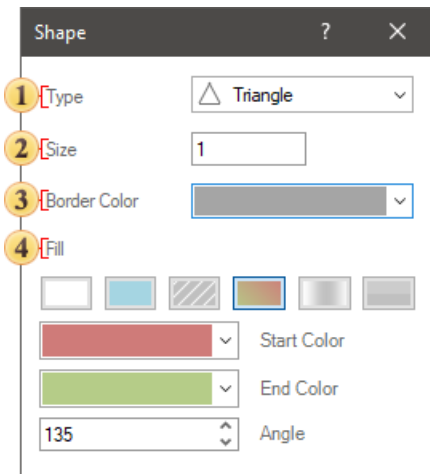 Shape ? ×
1 Type Triangle
2 Size 1
3 Border Color
4 Fill
Start Color
End Color
135 Angle